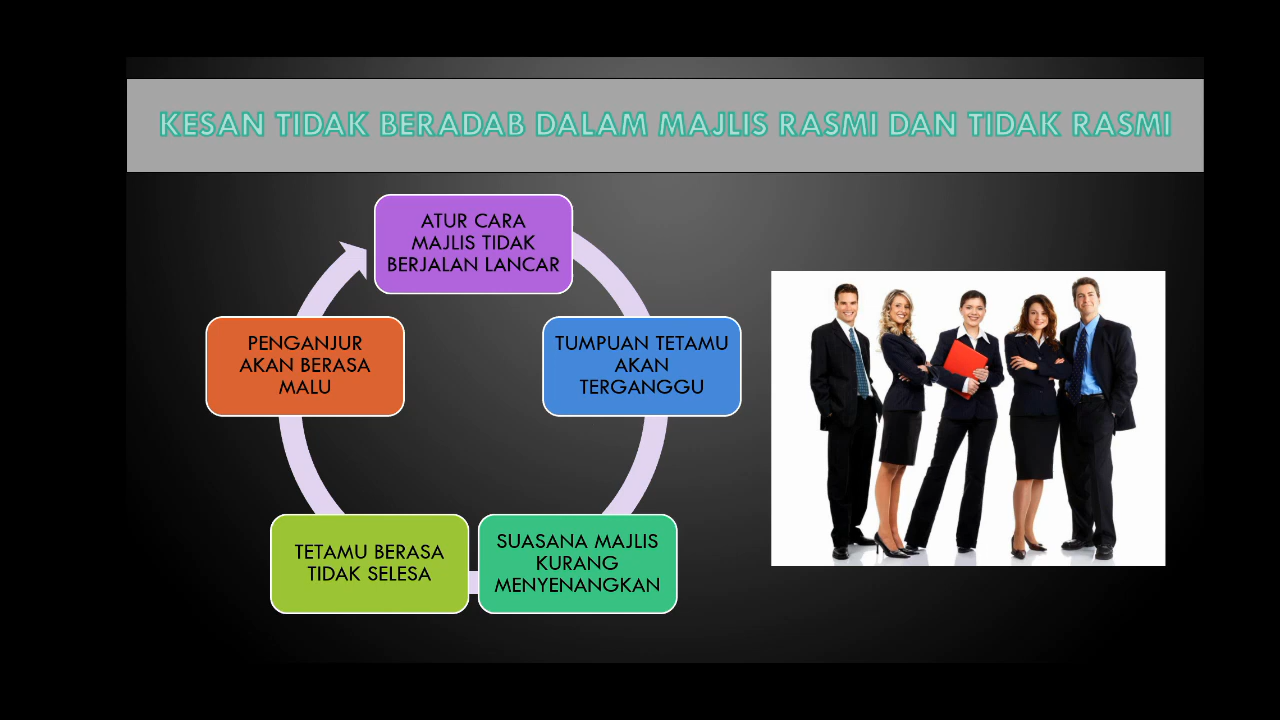 KESAN TIDAK BERADAB DALAM MAJLIS RASMI DAN TIDAK RASMI
ATUR CARA
MAJLIS TIDAK
BERJALAN LANCAR
TUMPUAN TETAMU
AKAN
TERGANGGU
SUASANA MAJLIS
KURANG
MENYENANGKAN
TETAMU BERASA
TIDAK SELESA
PENGANJUR
AKAN BERASA
MALU